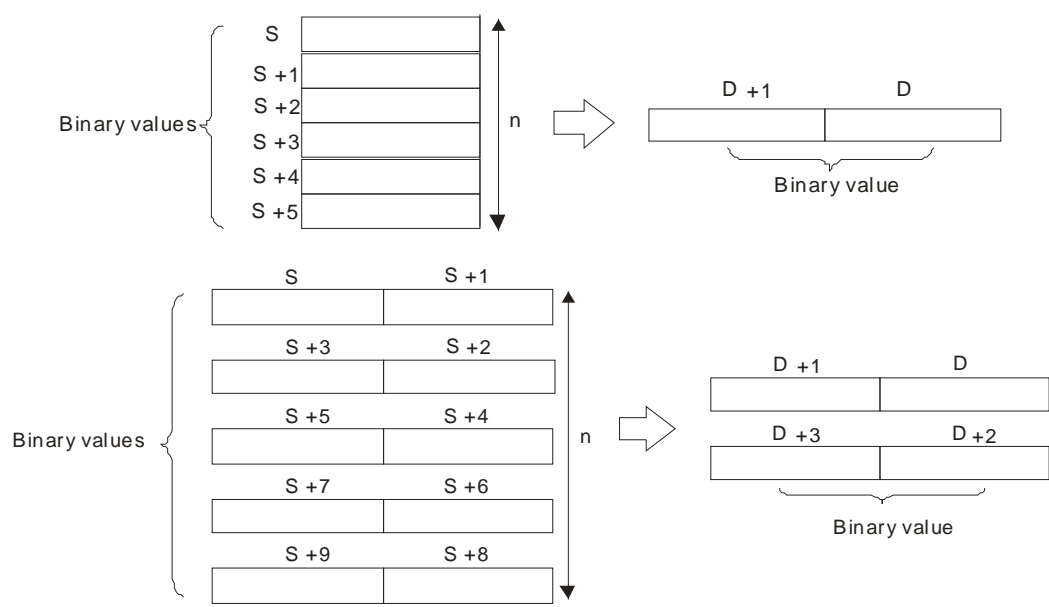 S
S +1
S +2
S +3
S +4
S +5
Binary values
n
D +1 D
Binary value
S S +1
S +3 S +2
S +5 S +4
S +7 S +6
S +9 S +8
Binary values
n
D +1 D
D +3 D +2
Binary value